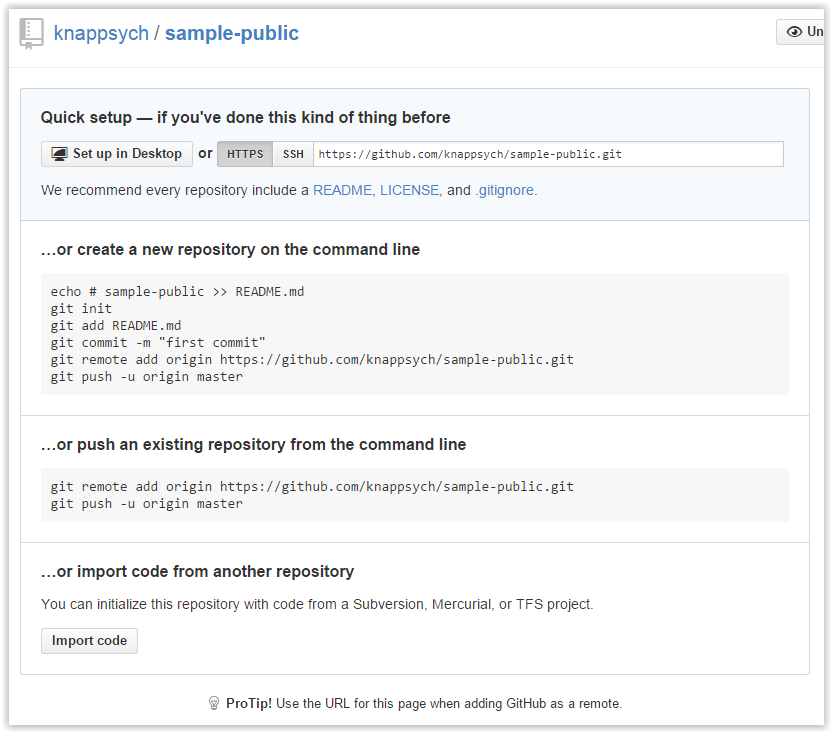 knappsych / sample-public
Un
Quick setup — if you've done this kind of thing before
Set up in Desktop or HTTPS SSH https://github.com/knappsych/sample-public.git
We recommend every repository include a README, LICENSE, and .gitignore.
…or create a new repository on the command line
echo # sample-public >> README.md
git init
git add README.md
git commit -m "first commit"
git remote add origin https://github.com/knappsych/sample-public.git
git push -u origin master
…or push an existing repository from the command line
git remote add origin https://github.com/knappsych/sample-public.git
git push -u origin master
…or import code from another repository
You can initialize this repository with code from a Subversion, Mercurial, or TFS project.
Import code
ProTip! Use the URL for this page when adding GitHub as a remote.